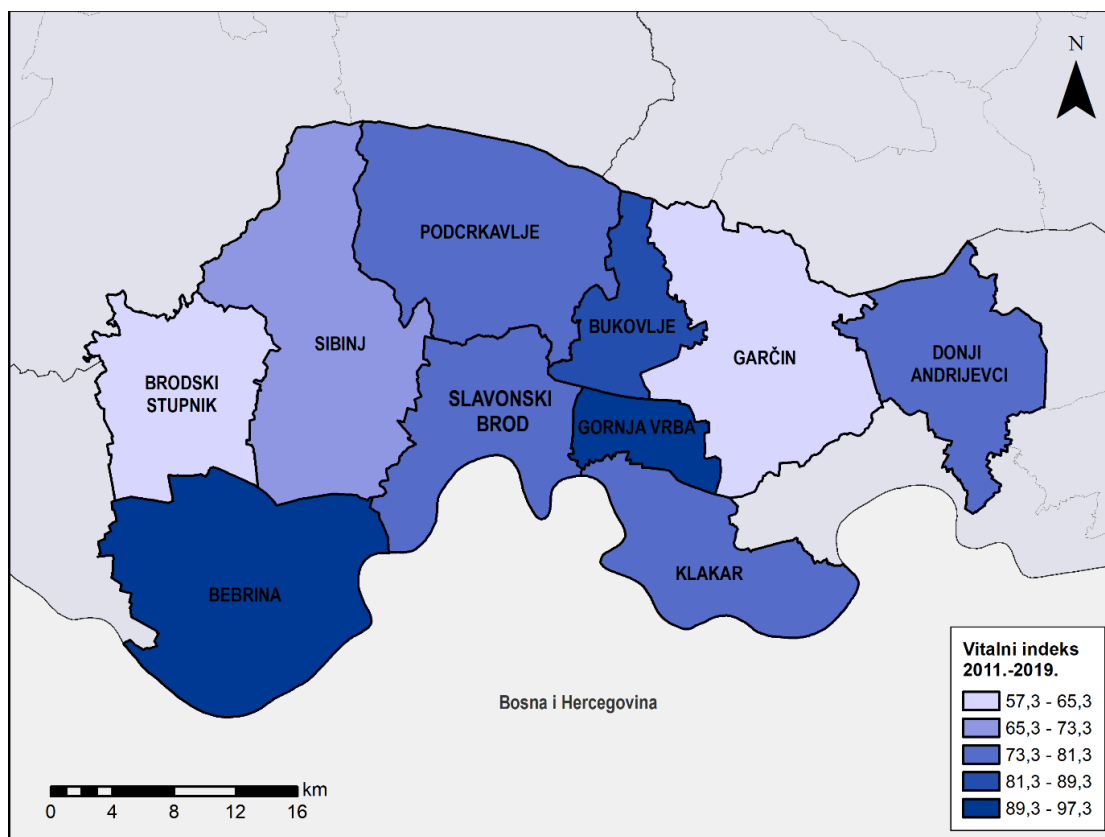 N
PODCRKAVLJE
BUKOVLJE
SIBINJ
GARČIN
DONJI
ANDRIJEVCI
BRODSKI
STUPNIK
SLAVONSKI
BROD
GORNJA VRBA
KLAKAR
BEBRINA
Bosna i Hercegovina
Vitalni indeks
2011.-2019.
57,3 - 65,3
65,3 - 73,3
73,3 - 81,3
81,3 - 89,3
89,3 - 97,3
km
0 4 8 12 16